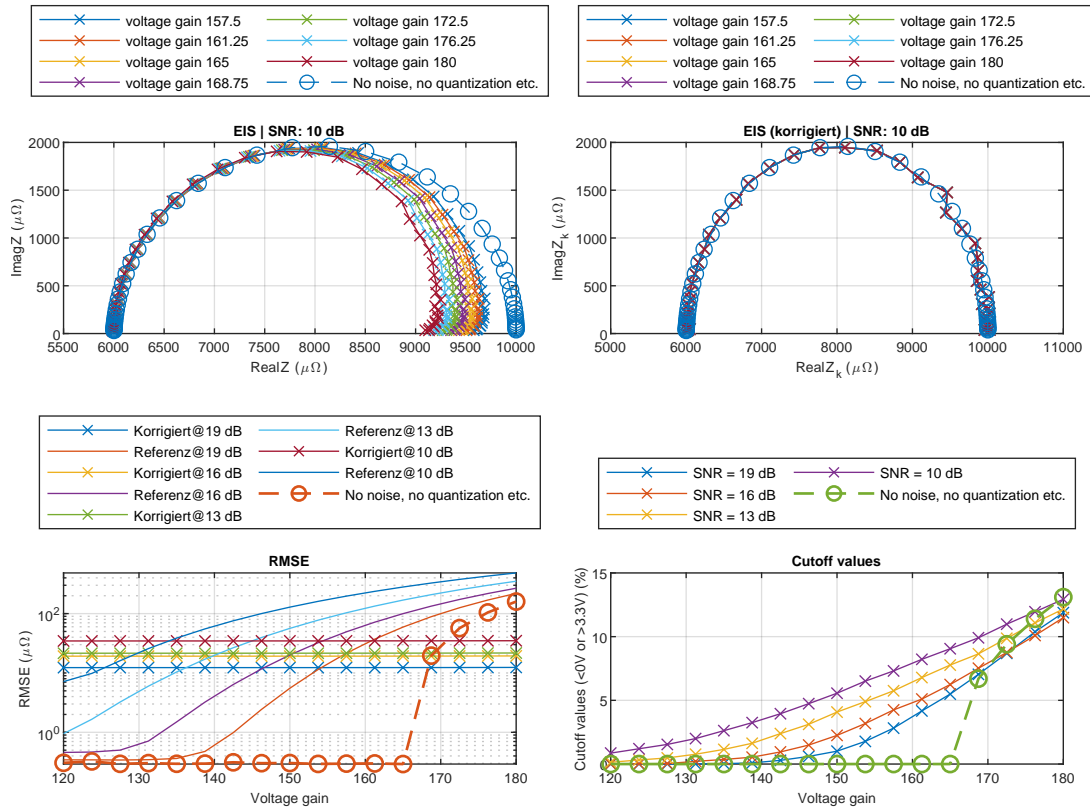 voltage gain 157.5
voltage gain 172.5
voltage gain 161.25
voltage gain 176.25
voltage gain 165
voltage gain 180
voltage gain 168.75
No noise, no quantization etc.
EIS | SNR: 10 dB
ImagZ (μΩ)
2000
1500
1000
500
0
5500 6000 6500 7000 7500 8000 8500 9000 9500 10000
RealZ (μΩ)
voltage gain 157.5
voltage gain 172.5
voltage gain 161.25
voltage gain 176.25
voltage gain 165
voltage gain 180
voltage gain 168.75
No noise, no quantization etc.
EIS (korrigiert) | SNR: 10 dB
ImagZk (μΩ)
2000
1500
1000
500
0
5000 6000 7000 8000 9000 10000 11000
RealZk (μΩ)
Korrigiert@19 dB
Referenz@13 dB
Referenz@19 dB
Korrigiert@10 dB
Korrigiert@16 dB
Referenz@10 dB
Referenz@16 dB
No noise, no quantization etc.
Korrigiert@13 dB
RMSE
RMSE (μΩ)
10²
10⁰
120 130 140 150 160 170 180
Voltage gain
SNR = 19 dB
SNR = 10 dB
SNR = 16 dB
No noise, no quantization etc.
SNR = 13 dB
Cutoff values
Cutoff values (<0V or >3.3V) (%)
15
10
5
0
120 130 140 150 160 170 180
Voltage gain